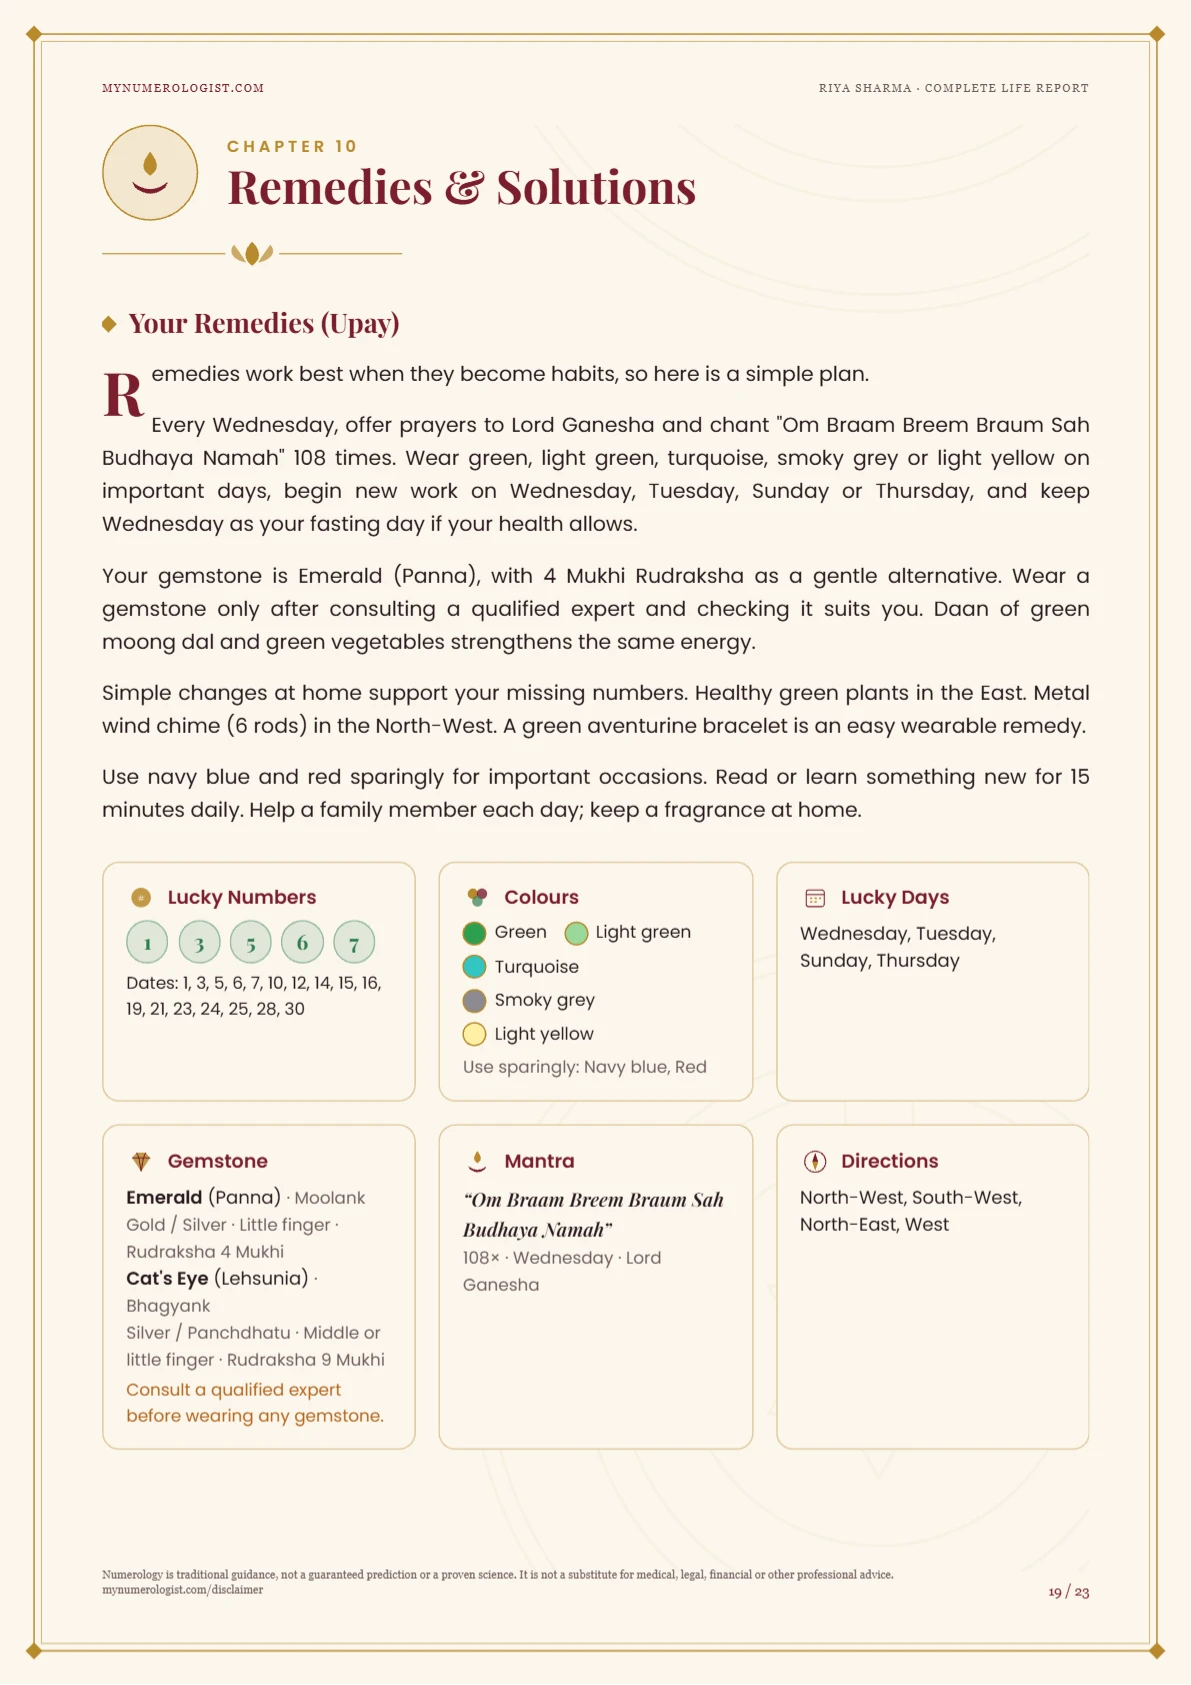 MYNUMEROLOGIST.COM
RIYA SHARMA · COMPLETE LIFE REPORT
CHAPTER 10
Remedies & Solutions
Your Remedies (Upay)
Remedies work best when they become habits, so here is a simple plan.
Every Wednesday, offer prayers to Lord Ganesha and chant "Om Braam Breem Braum Sah
Budhaya Namah" 108 times. Wear green, light green, turquoise, smoky grey or light yellow on
important days, begin new work on Wednesday, Tuesday, Sunday or Thursday, and keep
Wednesday as your fasting day if your health allows.
Your gemstone is Emerald (Panna), with 4 Mukhi Rudraksha as a gentle alternative. Wear a
gemstone only after consulting a qualified expert and checking it suits you. Daan of green
moong dal and green vegetables strengthens the same energy.
Simple changes at home support your missing numbers. Healthy green plants in the East. Metal
wind chime (6 rods) in the North-West. A green aventurine bracelet is an easy wearable remedy.
Use navy blue and red sparingly for important occasions. Read or learn something new for 15
minutes daily. Help a family member each day; keep a fragrance at home.
# Lucky Numbers
1 3 5 6 7
Dates: 1, 3, 5, 6, 7, 10, 12, 14, 15, 16,
19, 21, 23, 24, 25, 28, 30
Colours
Green Light green
Turquoise
Smoky grey
Light yellow
Use sparingly: Navy blue, Red
Lucky Days
Wednesday, Tuesday,
Sunday, Thursday
Gemstone
Emerald (Panna) · Moolank
Gold / Silver · Little finger ·
Rudraksha 4 Mukhi
Cat's Eye (Lehsunia) ·
Bhagyank
Silver / Panchdhatu · Middle or
little finger · Rudraksha 9 Mukhi
Consult a qualified expert
before wearing any gemstone.
Mantra
“Om Braam Breem Braum Sah
Budhaya Namah”
108× · Wednesday · Lord
Ganesha
Directions
North-West, South-West,
North-East, West
Numerology is traditional guidance, not a guaranteed prediction or a proven science. It is not a substitute for medical, legal, financial or other professional advice.
mynumerologist.com/disclaimer
19 / 23